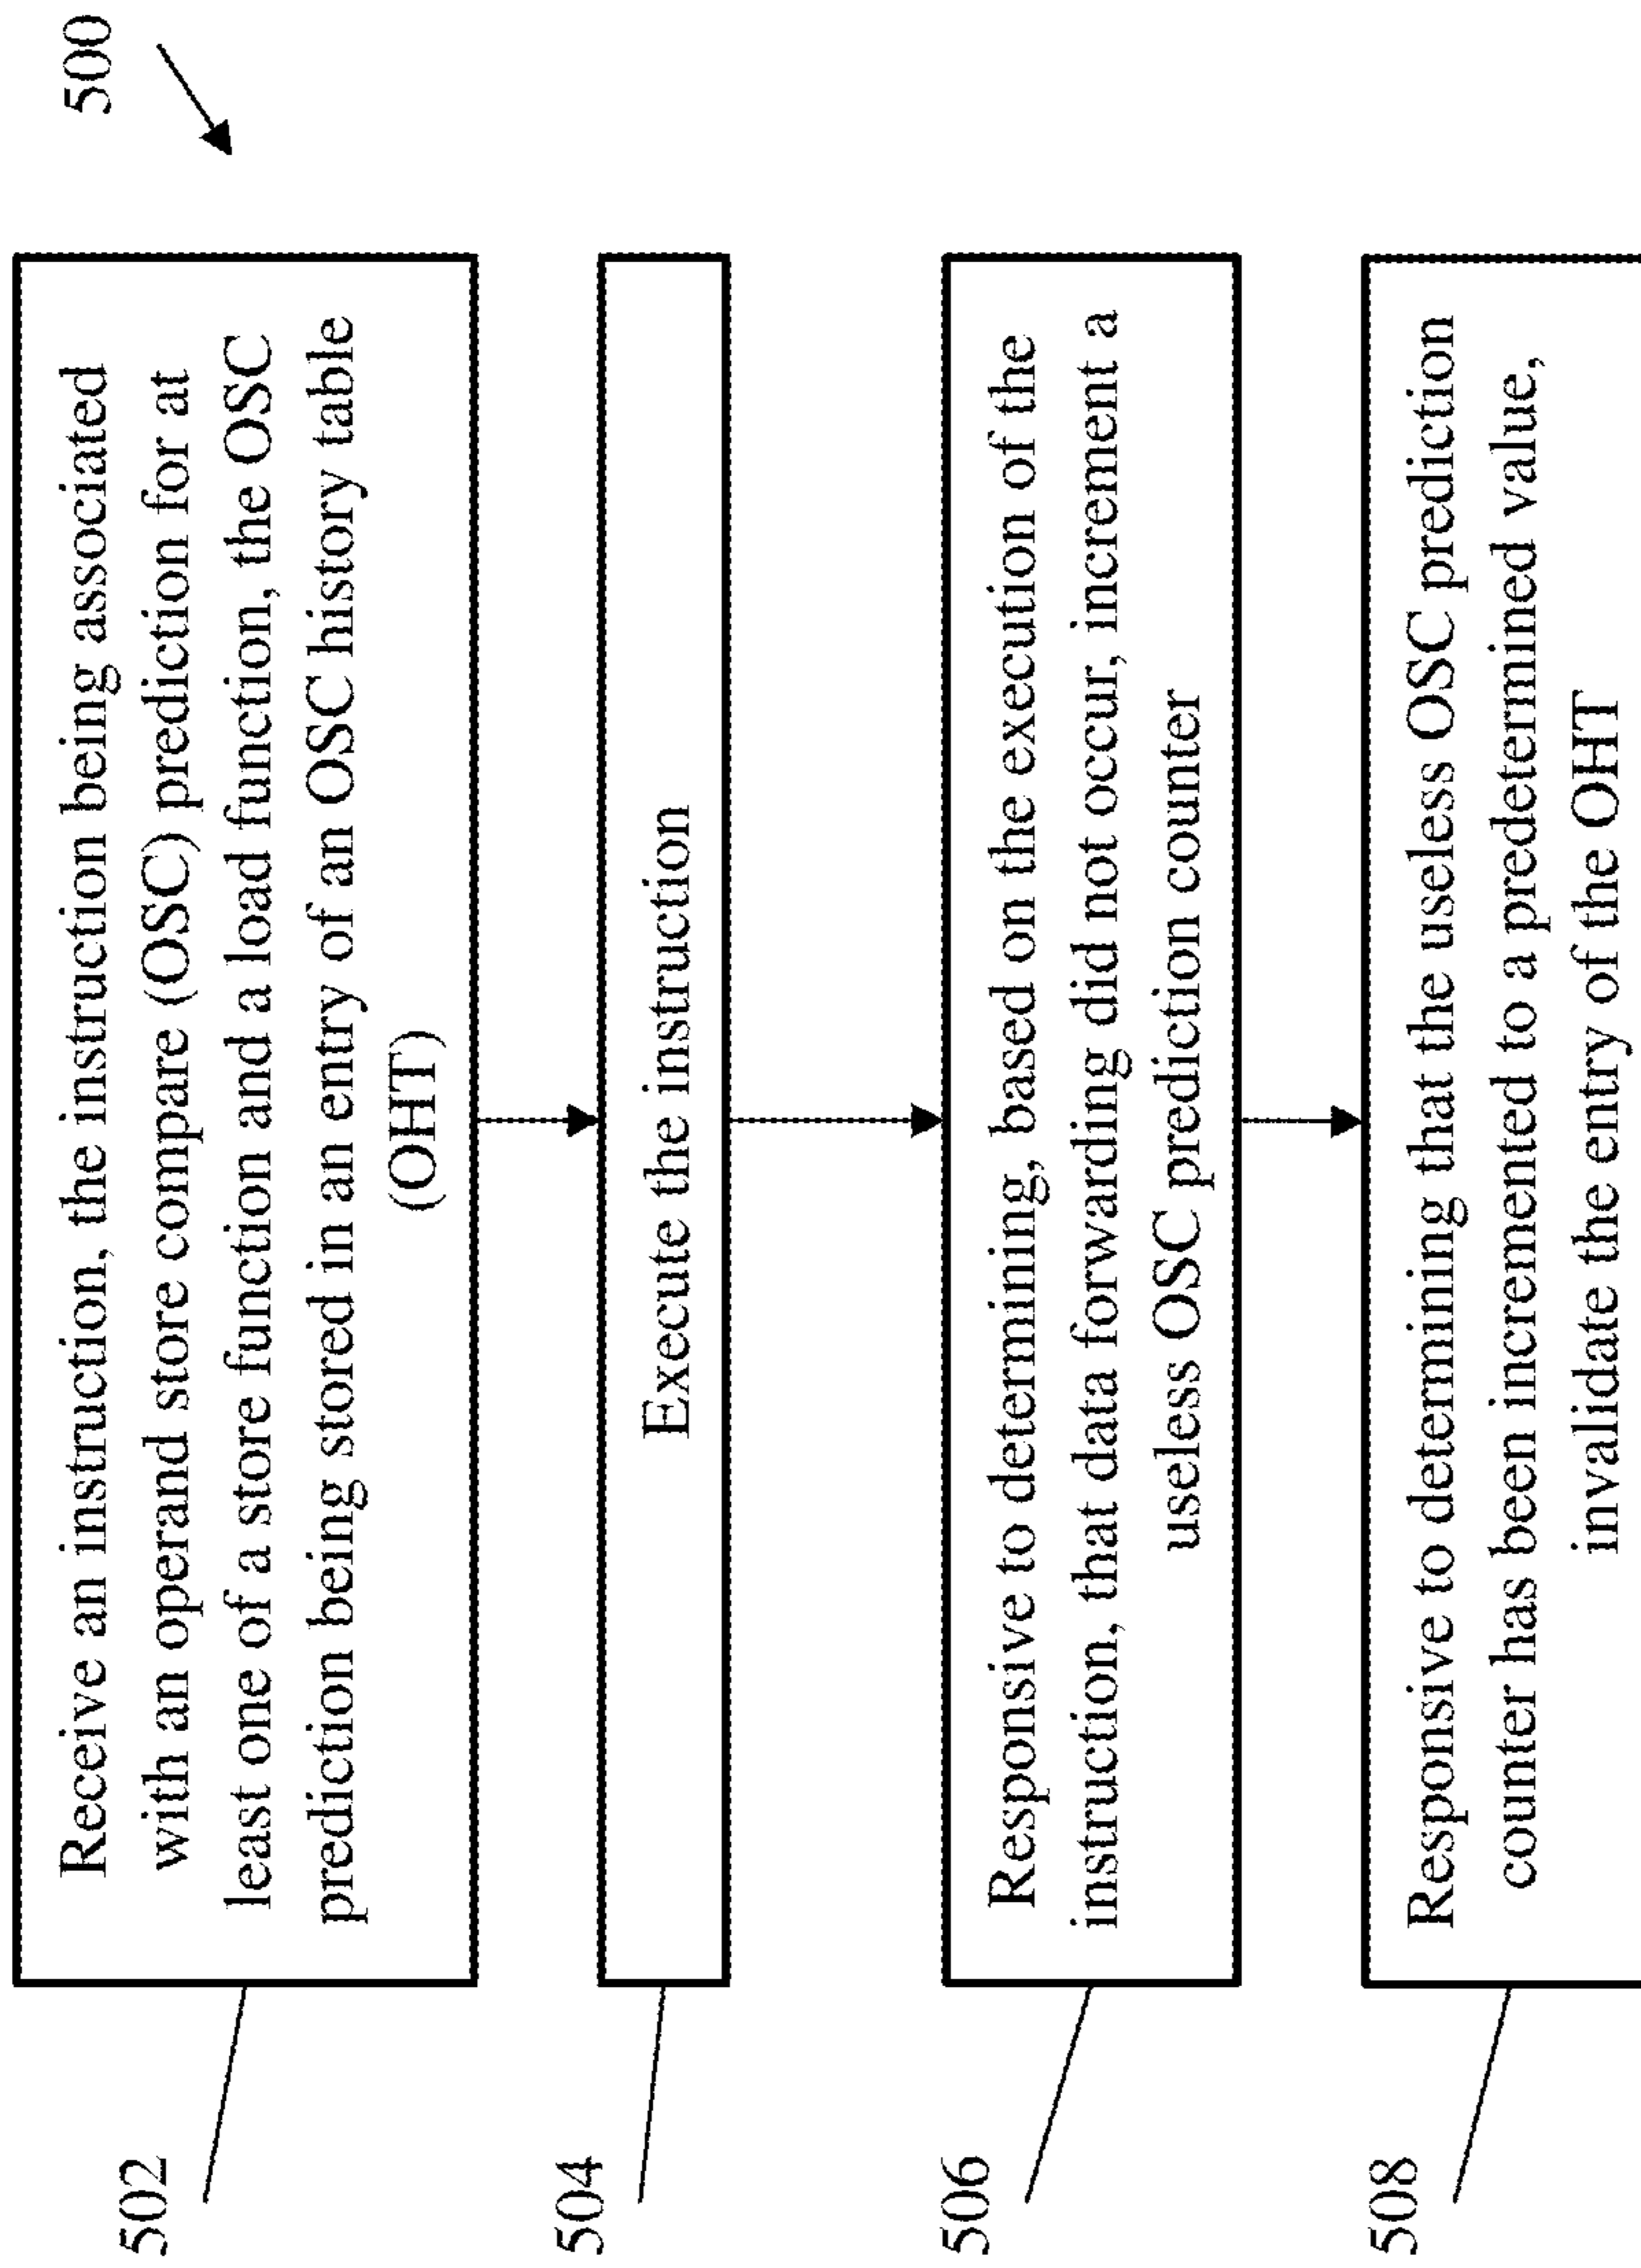 500
502
Receive an instruction, the instruction being associated
with an operand store compare (OSC) prediction for at
least one of a store function and a load function, the OSC
prediction being stored in an entry of an OSC history table
(OHT)
504
Execute the instruction
506
Responsive to determining, based on the execution of the
instruction, that data forwarding did not occur, increment a
useless OSC prediction counter
508
Responsive to determining that the useless OSC prediction
counter has been incremented to a predetermined value,
invalidate the entry of the OHT